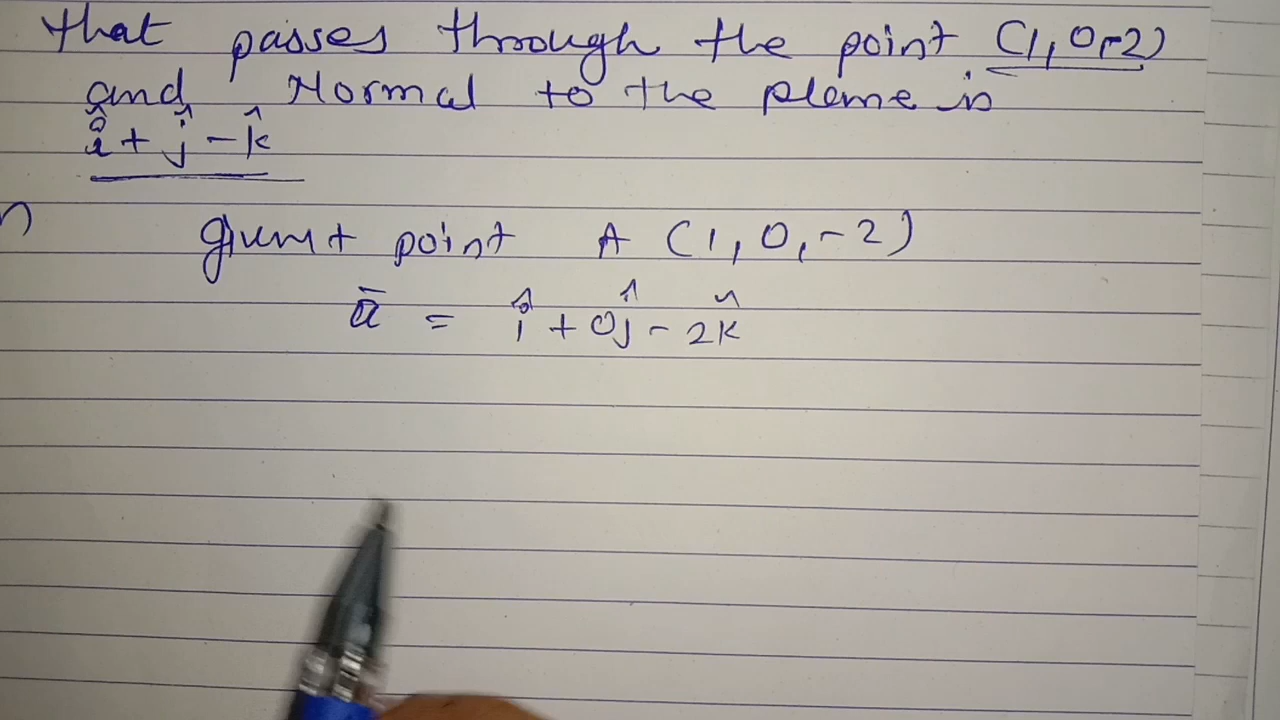 that passes through the point (1, 0, -2)
and Normal to the plane is
î + ĵ - k̂
given point A (1, 0, -2)
ā = î + 0ĵ - 2k̂